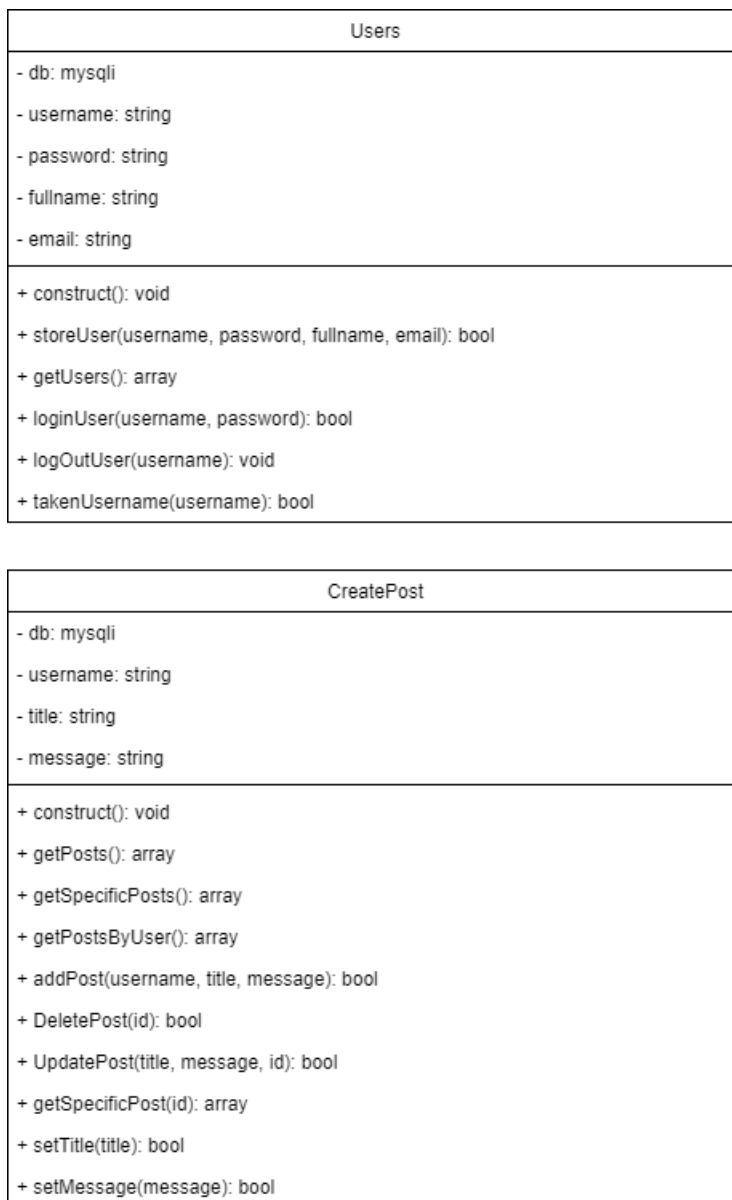 Users
- db: mysqli
- username: string
- password: string
- fullname: string
- email: string
+ construct(): void
+ storeUser(username, password, fullname, email): bool
+ getUsers(): array
+ loginUser(username, password): bool
+ logOutUser(username): void
+ takenUsername(username): bool
CreatePost
- db: mysqli
- username: string
- title: string
- message: string
+ construct(): void
+ getPosts(): array
+ getSpecificPosts(): array
+ getPostsByUser(): array
+ addPost(username, title, message): bool
+ DeletePost(id): bool
+ UpdatePost(title, message, id): bool
+ getSpecificPost(id): array
+ setTitle(title): bool
+ setMessage(message): bool